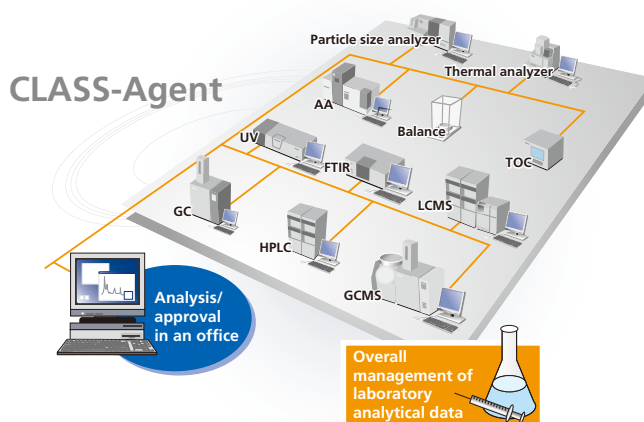 Particle size analyzer
Thermal analyzer
CLASS-Agent
AA
Balance
UV
TOC
FTIR
LCMS
GC
HPLC
GCMS
Analysis/
approval
in an office
Overall
management of
laboratory
analytical data